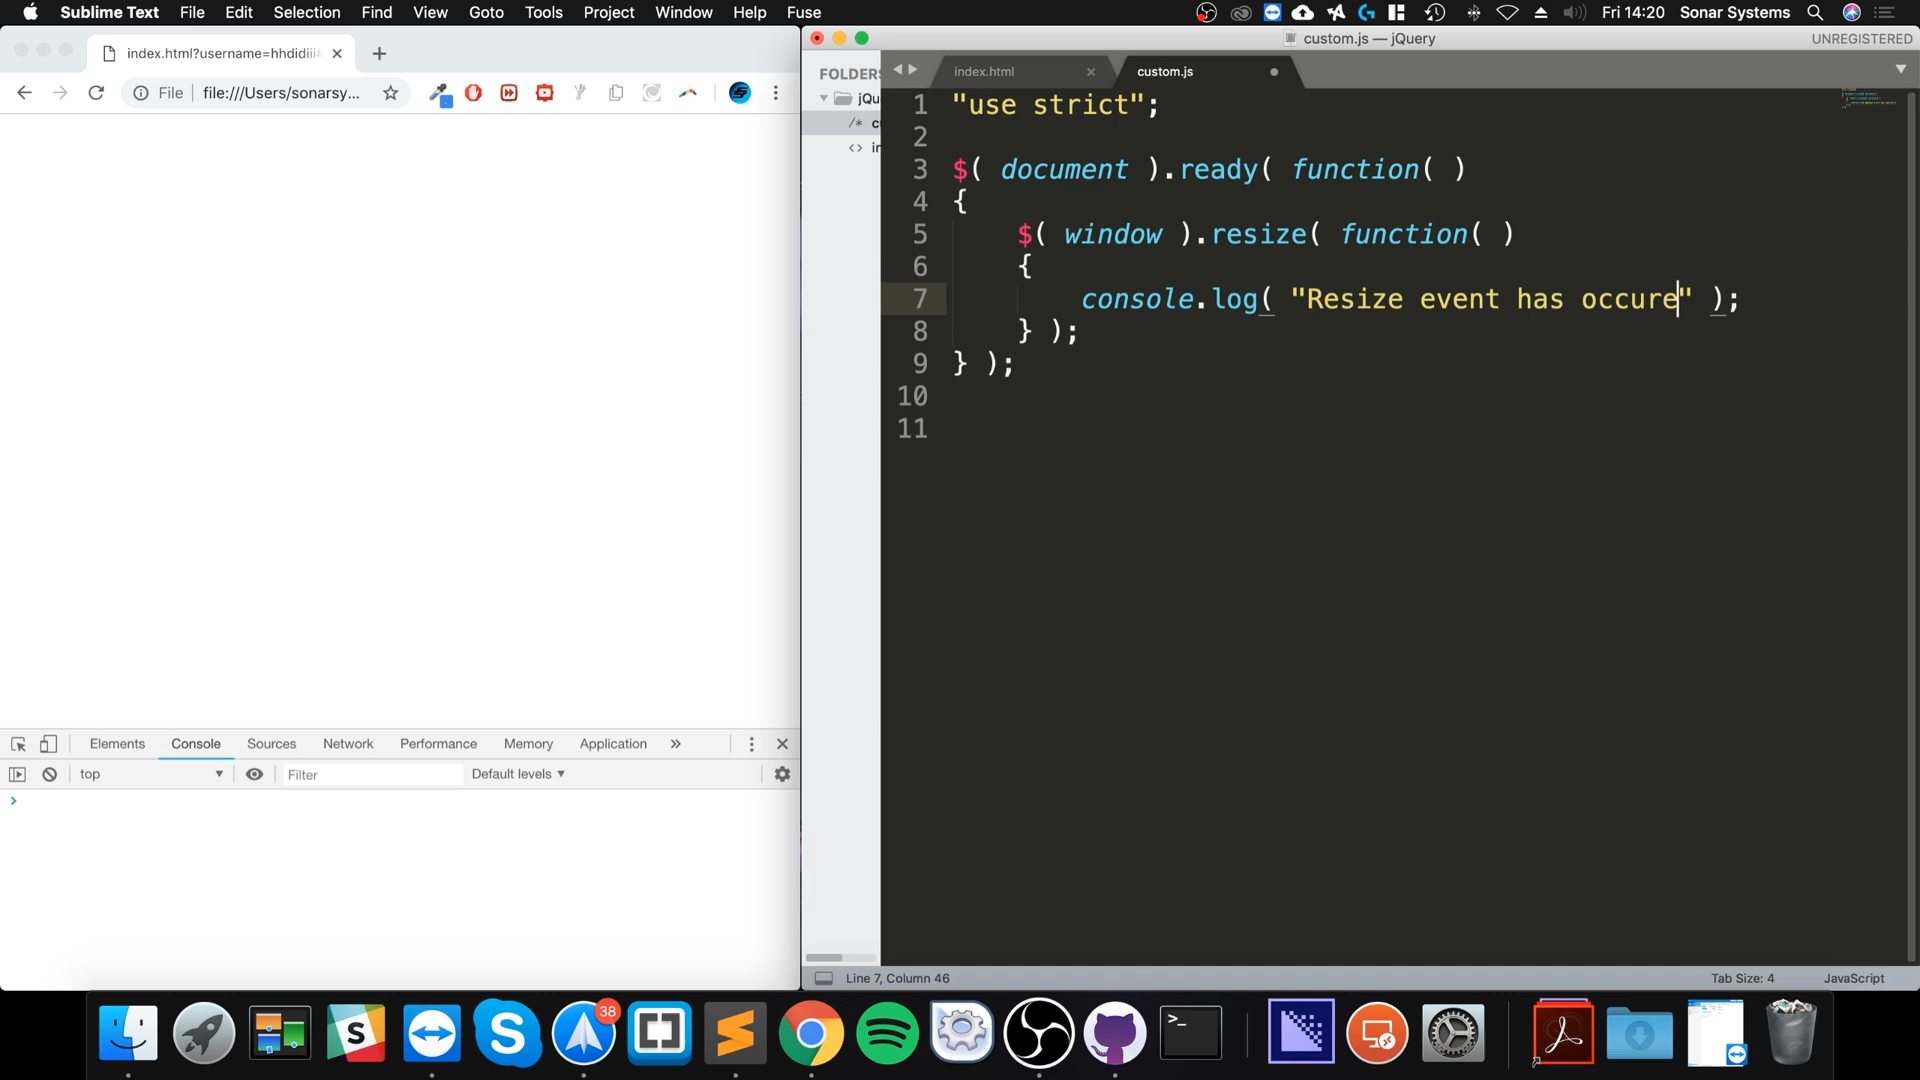 Sublime Text File Edit Selection Find View Goto Tools Project Window Help Fuse Fri 14:20 Sonar Systems
index.html?username=hhdidiii
File file:///Users/sonarsy...
custom.js — jQuery UNREGISTERED
FOLDERS
index.html custom.js
jQu
/* cu
<> in
1 "use strict";
2
3 $( document ).ready( function( )
4 {
5 $( window ).resize( function( )
6 {
7 console.log( "Resize event has occure" );
8 } );
9 } );
10
11
Elements Console Sources Network Performance Memory Application »
top Filter Default levels
Line 7, Column 46 Tab Size: 4 JavaScript
38